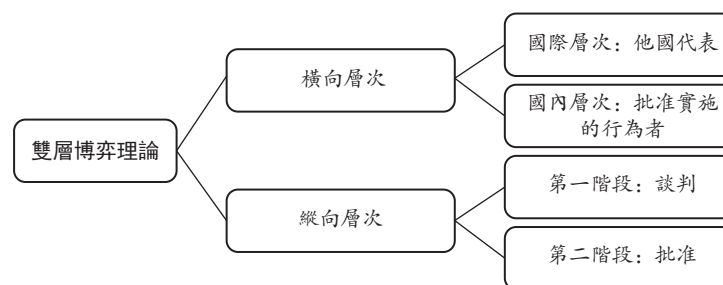 雙層博弈理論
橫向層次
國際層次：他國代表
國內層次：批准實施
的行為者
縱向層次
第一階段：談判
第二階段：批准